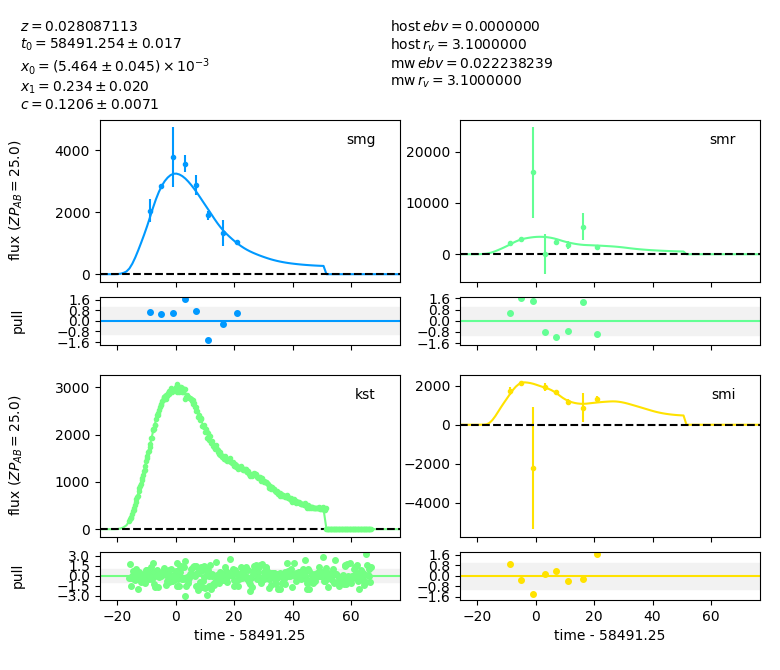 z = 0.028087113
t₀ = 58491.254 ± 0.017
x₀ = (5.464 ± 0.045) × 10⁻³
x₁ = 0.234 ± 0.020
c = 0.1206 ± 0.0071
host ebv = 0.0000000
host r_v = 3.1000000
mw ebv = 0.022238239
mw r_v = 3.1000000
flux (ZP_AB = 25.0)
4000
2000
0
smg
20000
10000
0
smr
pull
1.6
0.8
0.0
−0.8
−1.6
1.6
0.8
0.0
−0.8
−1.6
flux (ZP_AB = 25.0)
3000
2000
1000
0
kst
2000
0
−2000
−4000
smi
pull
3.0
1.5
0.0
−1.5
−3.0
1.6
0.8
0.0
−0.8
−1.6
−20 0 20 40 60
−20 0 20 40 60
time - 58491.25
time - 58491.25